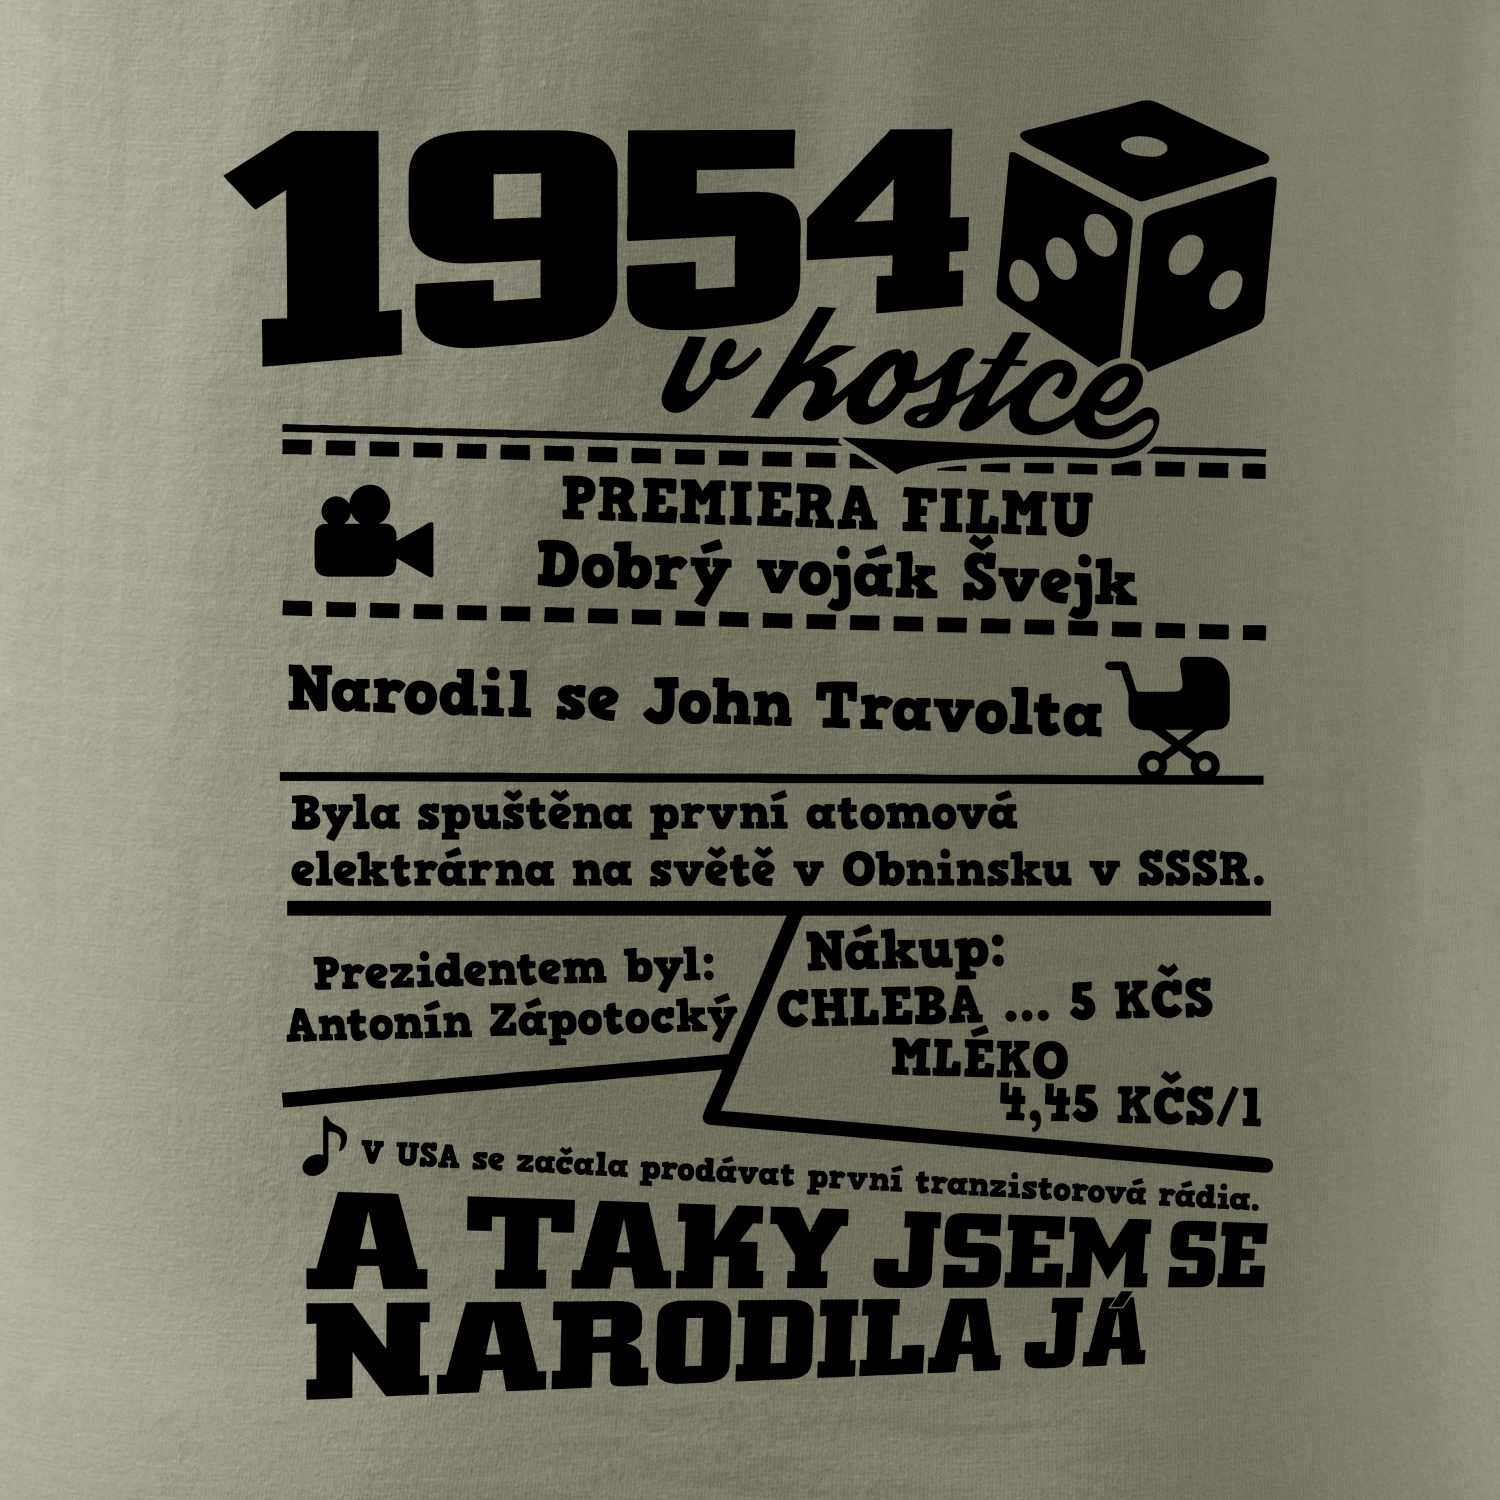 1954
v kostce
PREMIERA FILMU
Dobrý voják Švejk
Narodil se John Travolta
Byla spuštěna první atomová
elektrárna na světě v Obninsku v SSSR.
Prezidentem byl:
Antonín Zápotocký
Nákup:
CHLEBA ... 5 KČS
MLÉKO
4,45 KČS/l
V USA se začala prodávat první tranzistorová rádia.
A TAKY JSEM SE
NARODILA JÁ